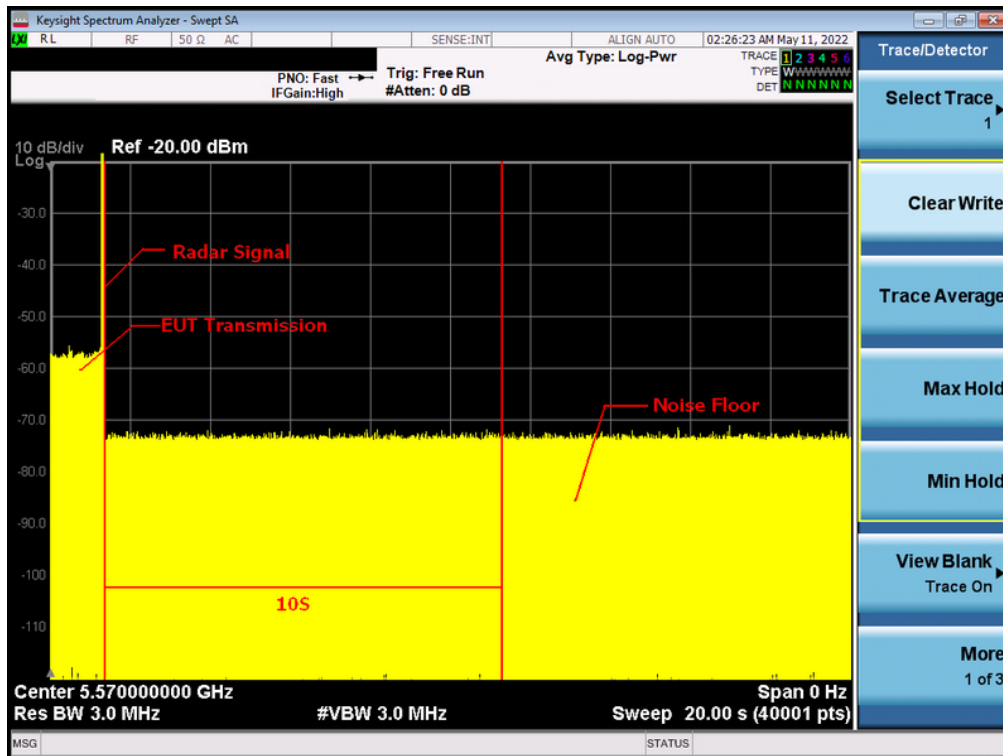 Keysight Spectrum Analyzer - Swept SA
LXI RL RF 50 Ω AC SENSE:INT ALIGN AUTO 02:26:23 AM May 11, 2022
Trace/Detector
PNO: Fast
IFGain:High
Trig: Free Run
#Atten: 0 dB
Avg Type: Log-Pwr
TRACE 1 2 3 4 5 6
TYPE WWWWWW
DET N N N N N N
Select Trace
1
10 dB/div
Log
Ref -20.00 dBm
Clear Write
-30.0
Radar Signal
-40.0
Trace Average
-50.0
EUT Transmission
-60.0
Max Hold
Noise Floor
-70.0
-80.0
Min Hold
-90.0
View Blank
Trace On
-100
10S
-110
More
1 of 3
Center 5.570000000 GHz
Span 0 Hz
Res BW 3.0 MHz
#VBW 3.0 MHz
Sweep 20.00 s (40001 pts)
MSG
STATUS